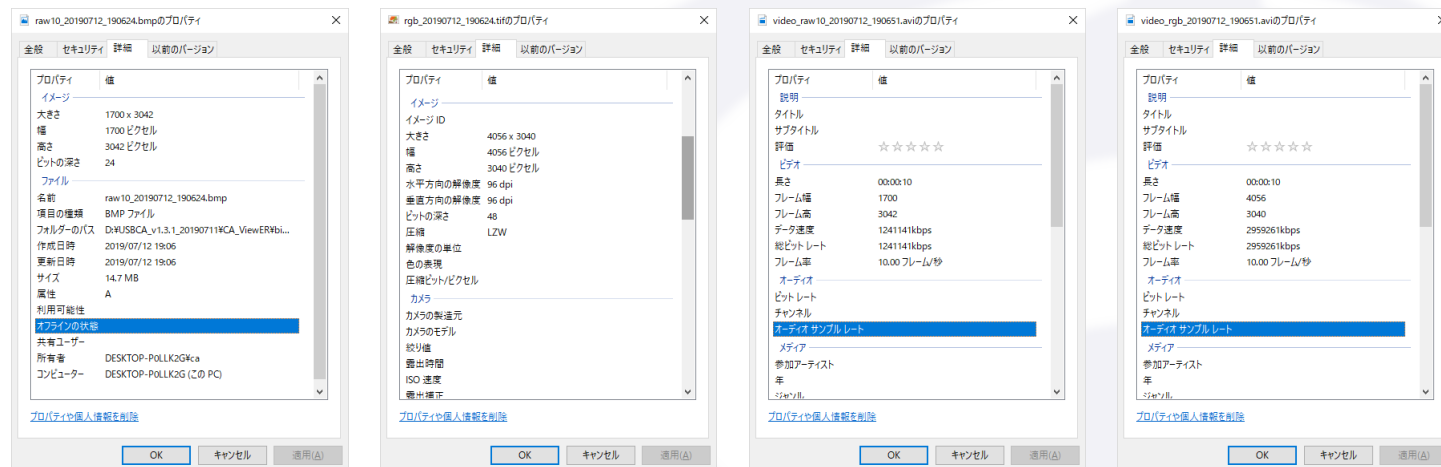 raw10_20190712_190624.bmpのプロパティ
全般 セキュリティ 詳細 以前のバージョン
プロパティ 値
イメージ
大きさ 1700 x 3042
幅 1700 ピクセル
高さ 3042 ピクセル
ビットの深さ 24
ファイル
名前 raw10_20190712_190624.bmp
項目の種類 BMP ファイル
フォルダーのパス D:¥USBCA_v1.3.1_20190711¥CA_ViewER¥bi...
作成日時 2019/07/12 19:06
更新日時 2019/07/12 19:06
サイズ 14.7 MB
属性 A
利用可能性
オフラインの状態
共有ユーザー
所有者 DESKTOP-P0LLK2G¥ca
コンピューター DESKTOP-P0LLK2G (この PC)
プロパティや個人情報を削除
OK キャンセル 適用(A)
rgb_20190712_190624.tifのプロパティ
全般 セキュリティ 詳細 以前のバージョン
プロパティ 値
イメージ
イメージ ID
大きさ 4056 x 3040
幅 4056 ピクセル
高さ 3040 ピクセル
水平方向の解像度 96 dpi
垂直方向の解像度 96 dpi
ビットの深さ 48
圧縮 LZW
解像度の単位
色の表現
圧縮ビット/ピクセル
カメラ
カメラの製造元
カメラのモデル
絞り値
露出時間
ISO 速度
露出補正
プロパティや個人情報を削除
OK キャンセル 適用(A)
video_raw10_20190712_190651.aviのプロパティ
全般 セキュリティ 詳細 以前のバージョン
プロパティ 値
説明
タイトル
サブタイトル
評価 ☆☆☆☆☆
ビデオ
長さ 00:00:10
フレーム幅 1700
フレーム高 3042
データ速度 1241141kbps
総ビット レート 1241141kbps
フレーム率 10.00 フレーム/秒
オーディオ
ビット レート
チャンネル
オーディオ サンプル レート
メディア
参加アーティスト
年
ジャンル
プロパティや個人情報を削除
OK キャンセル 適用(A)
video_rgb_20190712_190651.aviのプロパティ
全般 セキュリティ 詳細 以前のバージョン
プロパティ 値
説明
タイトル
サブタイトル
評価 ☆☆☆☆☆
ビデオ
長さ 00:00:10
フレーム幅 4056
フレーム高 3040
データ速度 2959261kbps
総ビット レート 2959261kbps
フレーム率 10.00 フレーム/秒
オーディオ
ビット レート
チャンネル
オーディオ サンプル レート
メディア
参加アーティスト
年
ジャンル
プロパティや個人情報を削除
OK キャンセル 適用(A)